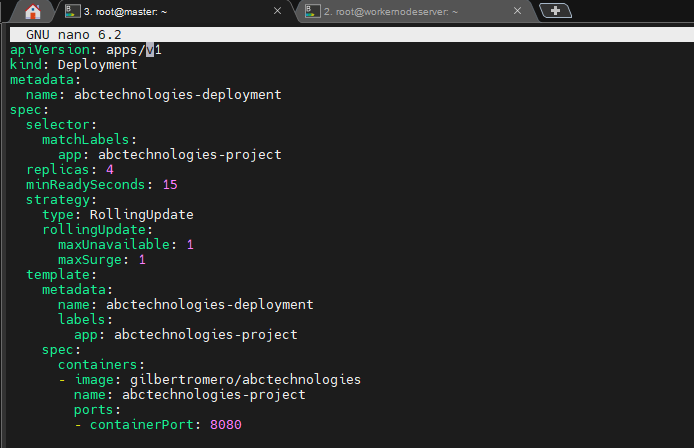 3. root@master: ~
2. root@workernodeserver: ~
GNU nano 6.2
apiVersion: apps/v1
kind: Deployment
metadata:
  name: abctechnologies-deployment
spec:
  selector:
    matchLabels:
      app: abctechnologies-project
  replicas: 4
  minReadySeconds: 15
  strategy:
    type: RollingUpdate
    rollingUpdate:
      maxUnavailable: 1
      maxSurge: 1
  template:
    metadata:
      name: abctechnologies-deployment
      labels:
        app: abctechnologies-project
    spec:
      containers:
      - image: gilbertromero/abctechnologies
        name: abctechnologies-project
        ports:
        - containerPort: 8080